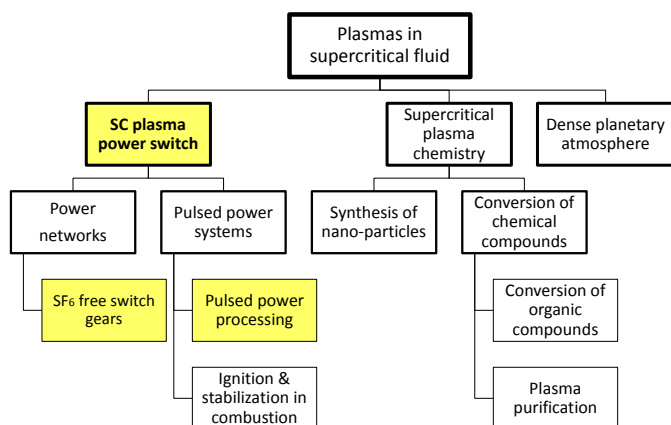 Plasmas in
supercritical fluid
SC plasma
power switch
Supercritical
plasma
chemistry
Dense planetary
atmosphere
Power
networks
Pulsed power
systems
Synthesis of
nano-particles
Conversion of
chemical
compounds
SF₆ free switch
gears
Pulsed power
processing
Conversion of
organic
compounds
Ignition &
stabilization in
combustion
Plasma
purification